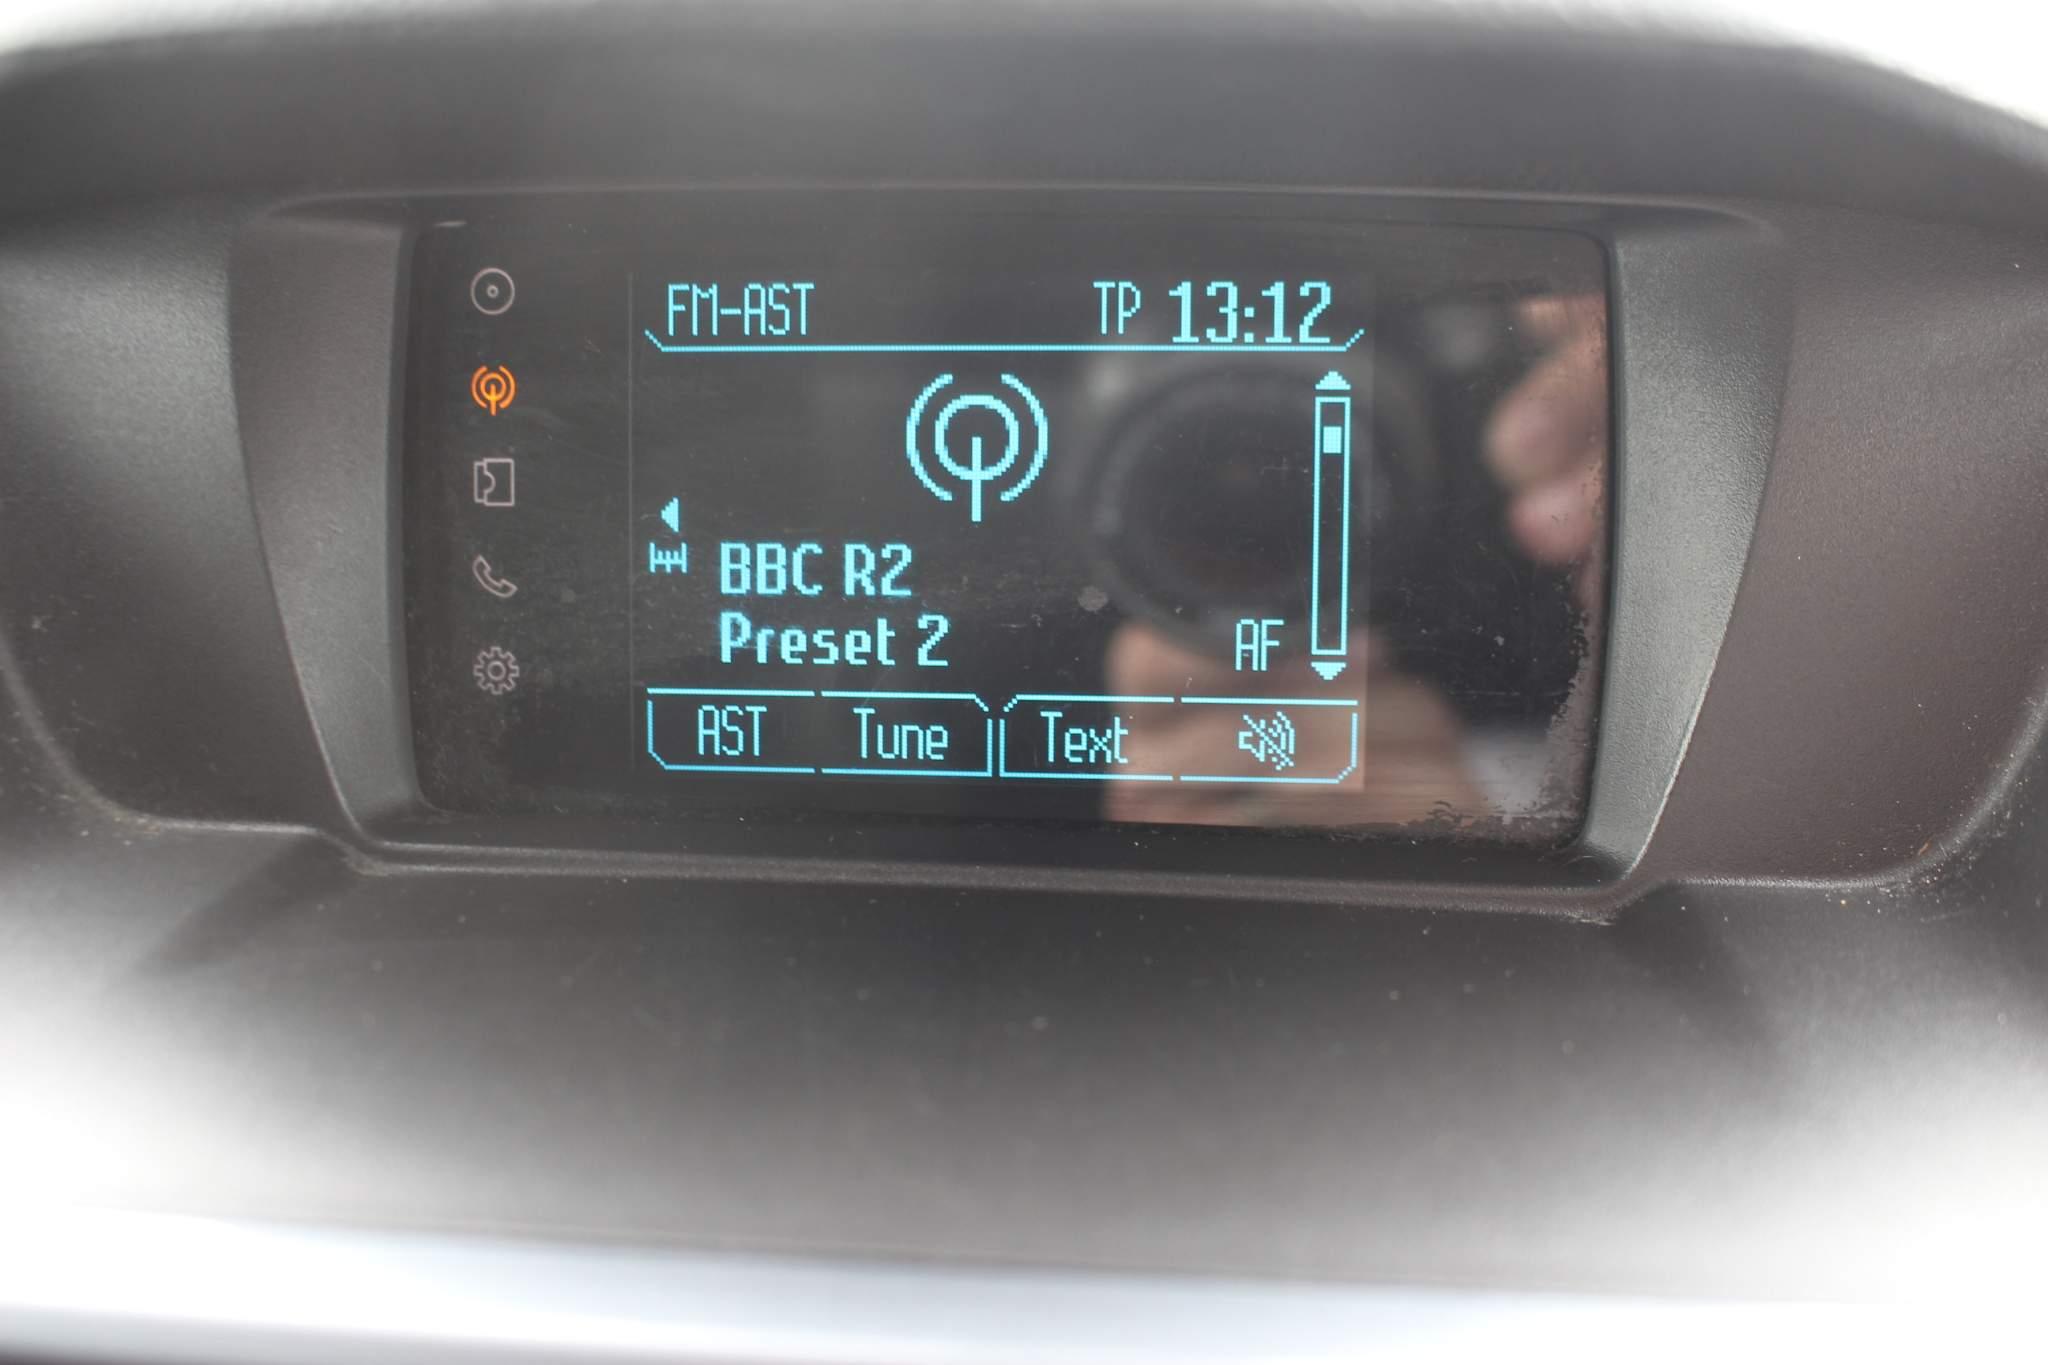 FM-AST TP 13:12
BBC R2
Preset 2
AF
AST Tune Text